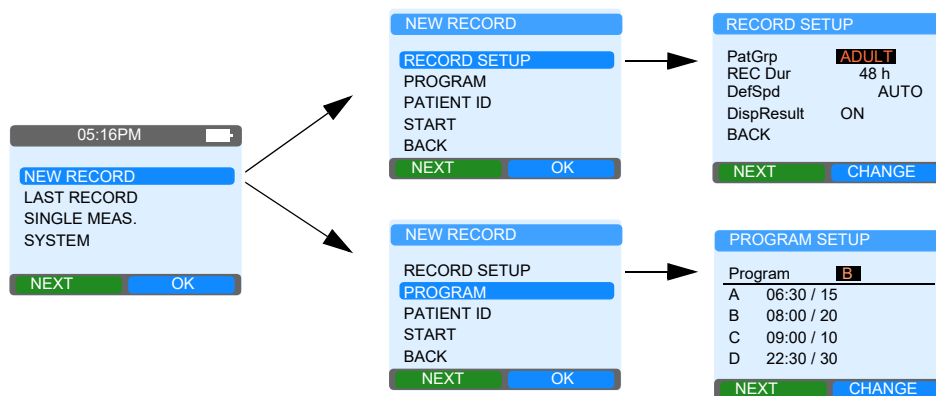 05:16PM
NEW RECORD
LAST RECORD
SINGLE MEAS.
SYSTEM
NEXT OK
NEW RECORD
RECORD SETUP
PROGRAM
PATIENT ID
START
BACK
NEXT OK
RECORD SETUP
PatGrp ADULT
REC Dur 48 h
DefSpd AUTO
DispResult ON
BACK
NEXT CHANGE
NEW RECORD
RECORD SETUP
PROGRAM
PATIENT ID
START
BACK
NEXT OK
PROGRAM SETUP
Program B
A 06:30 / 15
B 08:00 / 20
C 09:00 / 10
D 22:30 / 30
NEXT CHANGE